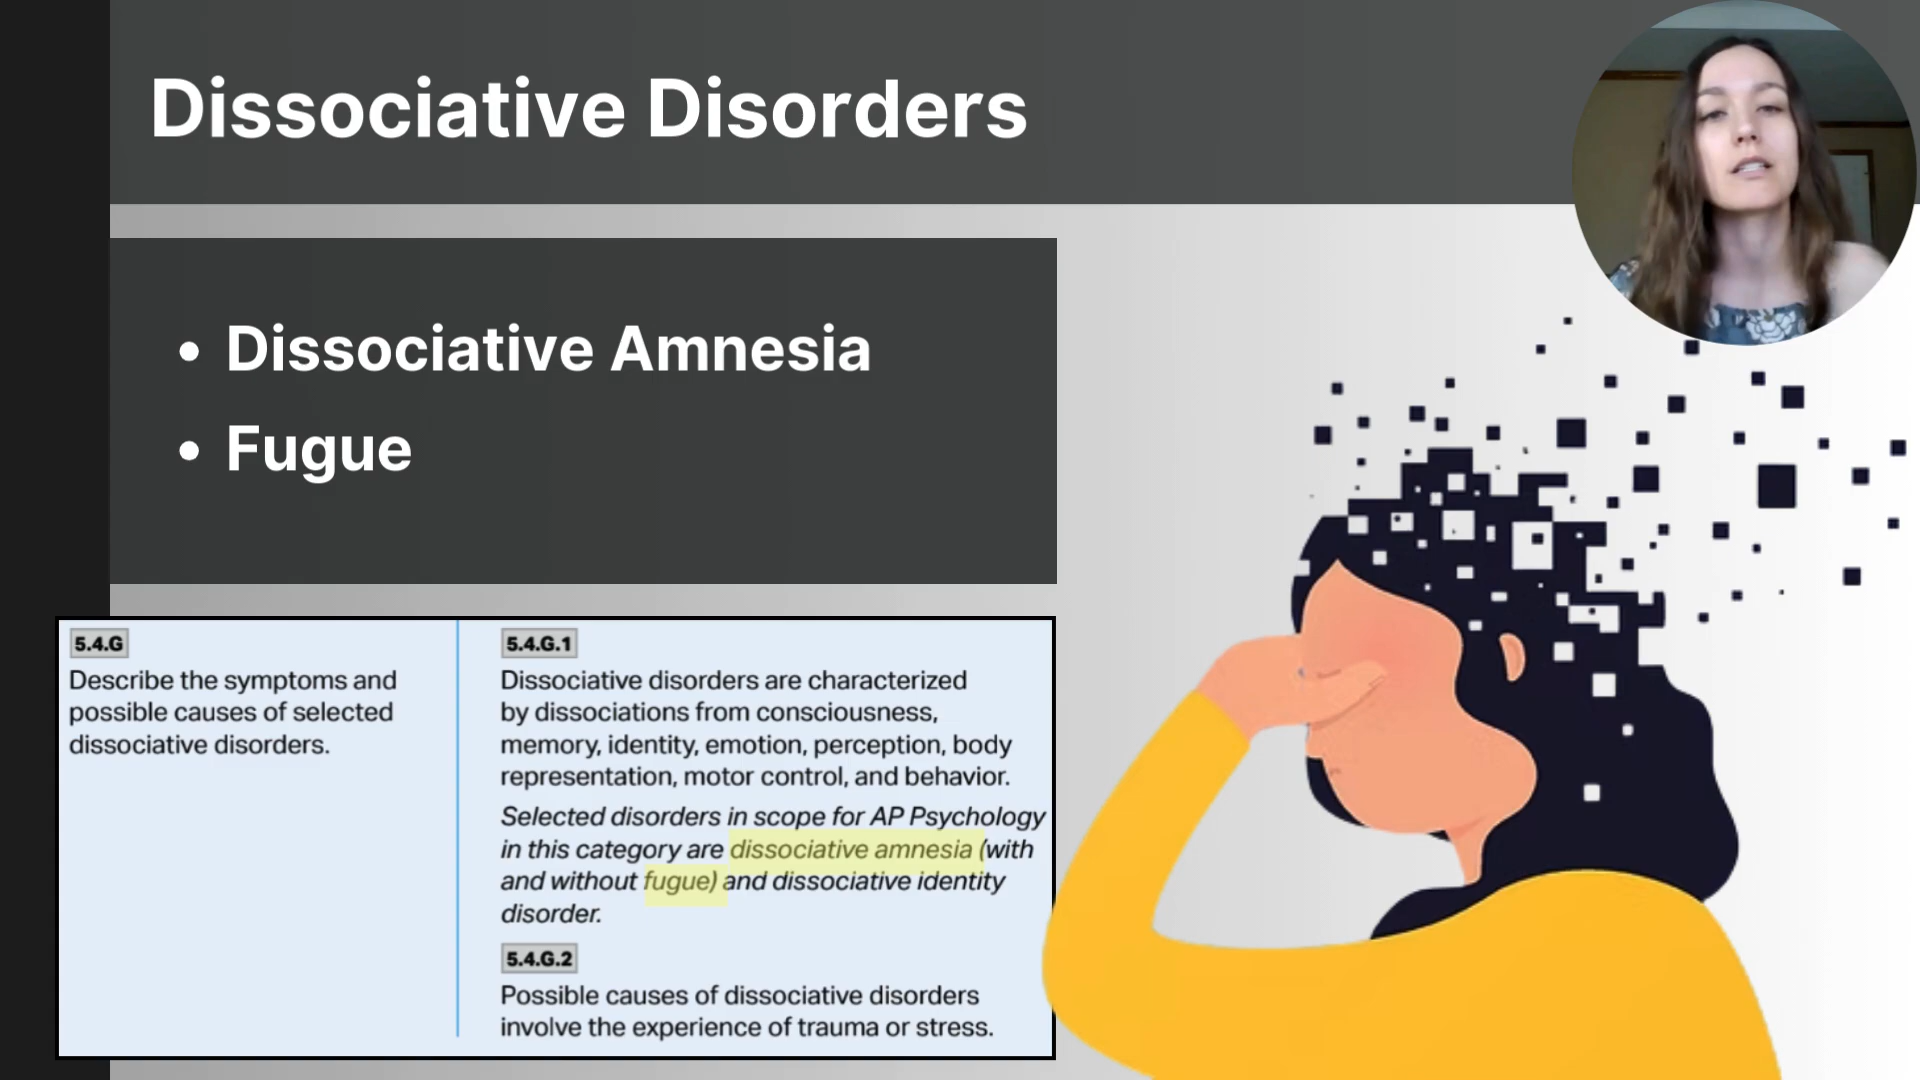 Dissociative Disorders
• Dissociative Amnesia
• Fugue
5.4.G
Describe the symptoms and
possible causes of selected
dissociative disorders.
5.4.G.1
Dissociative disorders are characterized
by dissociations from consciousness,
memory, identity, emotion, perception, body
representation, motor control, and behavior.
Selected disorders in scope for AP Psychology
in this category are dissociative amnesia (with
and without fugue) and dissociative identity
disorder.
5.4.G.2
Possible causes of dissociative disorders
involve the experience of trauma or stress.